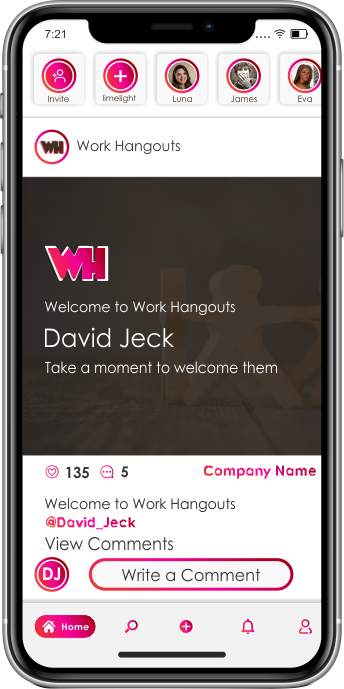 7:21
Invite
limelight
Luna
James
Eva
WH
Work Hangouts
WH
Welcome to Work Hangouts
David Jeck
Take a moment to welcome them
135
5
Company Name
Welcome to Work Hangouts
@David_Jeck
View Comments
DJ
Write a Comment
Home